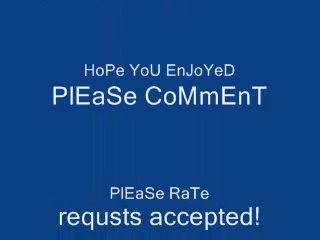 HoPe YoU EnJoYeD
PlEaSe CoMmEnT
PlEaSe RaTe
requsts accepted!